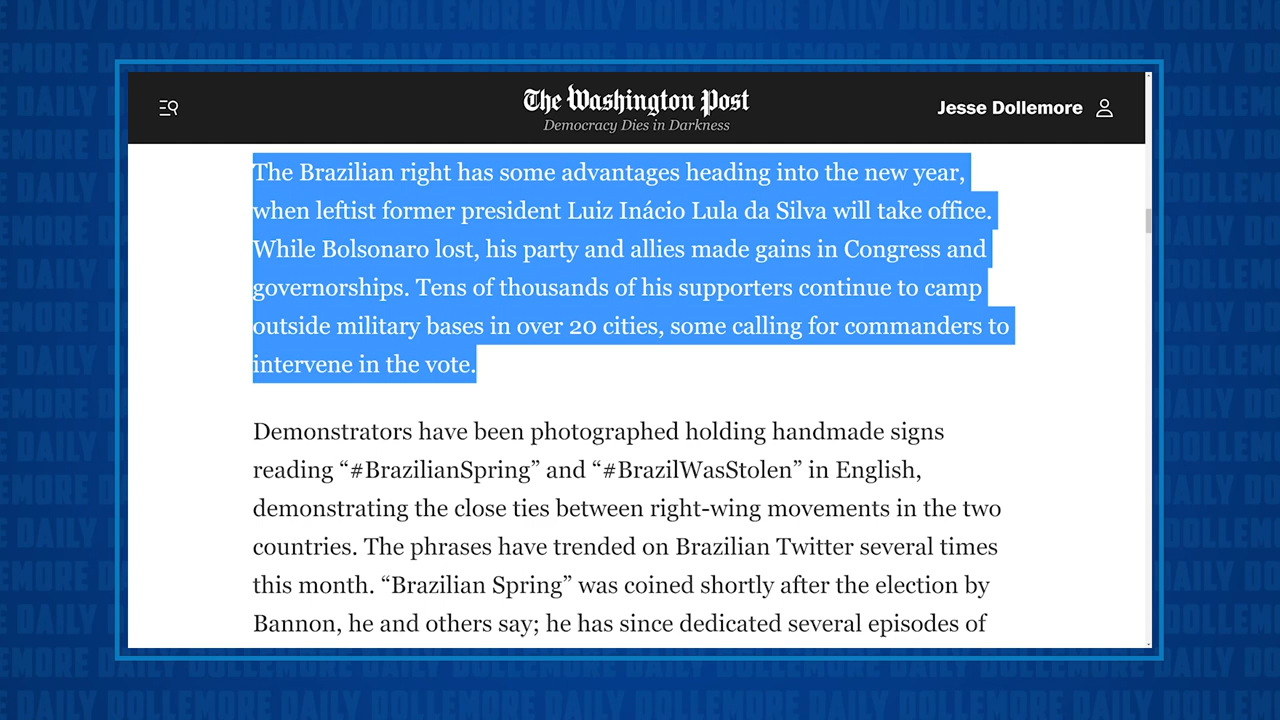 DAILY DOLLEMORE
The Washington Post
Democracy Dies in Darkness
Jesse Dollemore
The Brazilian right has some advantages heading into the new year,
when leftist former president Luiz Inácio Lula da Silva will take office.
While Bolsonaro lost, his party and allies made gains in Congress and
governorships. Tens of thousands of his supporters continue to camp
outside military bases in over 20 cities, some calling for commanders to
intervene in the vote.
Demonstrators have been photographed holding handmade signs
reading “#BrazilianSpring” and “#BrazilWasStolen” in English,
demonstrating the close ties between right-wing movements in the two
countries. The phrases have trended on Brazilian Twitter several times
this month. “Brazilian Spring” was coined shortly after the election by
Bannon, he and others say; he has since dedicated several episodes of